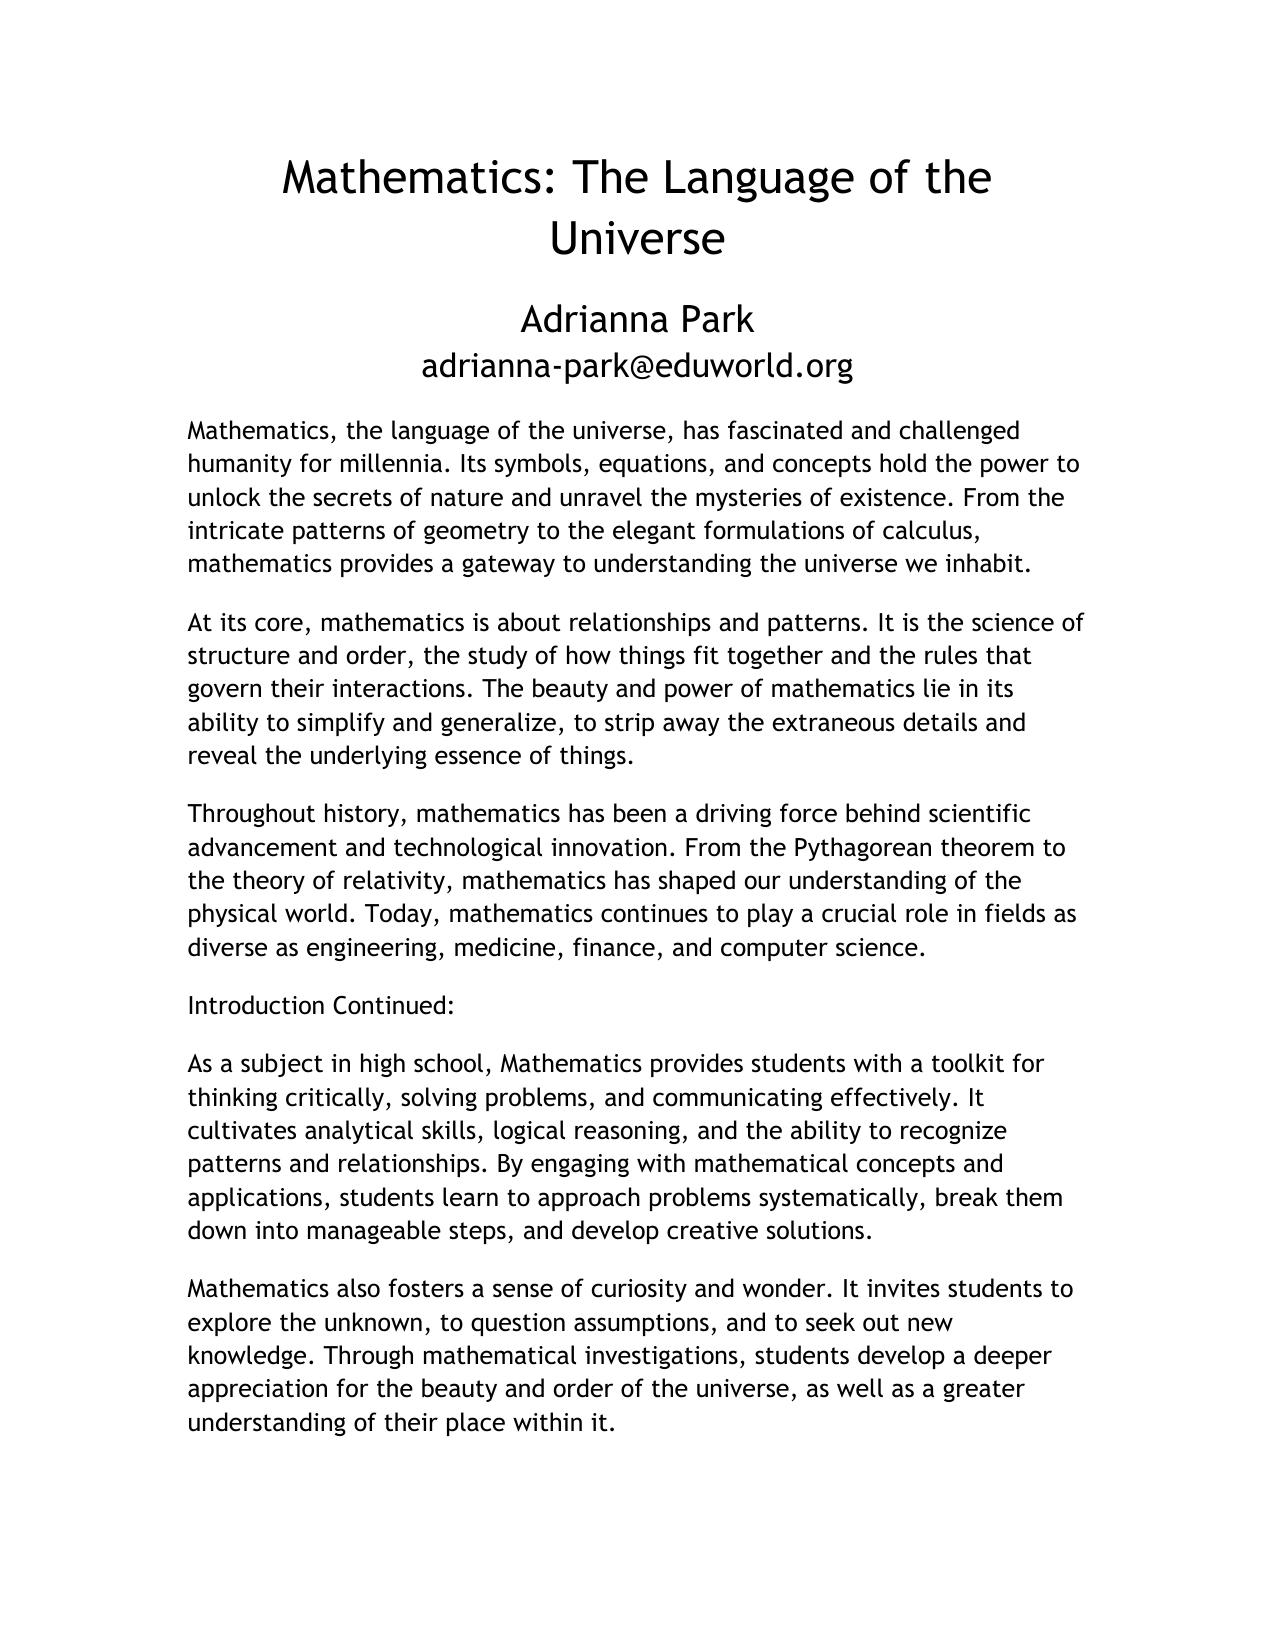 Mathematics: The Language of the
Universe
Adrianna Park
adrianna-park@eduworld.org
Mathematics, the language of the universe, has fascinated and challenged
humanity for millennia. Its symbols, equations, and concepts hold the power to
unlock the secrets of nature and unravel the mysteries of existence. From the
intricate patterns of geometry to the elegant formulations of calculus,
mathematics provides a gateway to understanding the universe we inhabit.
At its core, mathematics is about relationships and patterns. It is the science of
structure and order, the study of how things fit together and the rules that
govern their interactions. The beauty and power of mathematics lie in its
ability to simplify and generalize, to strip away the extraneous details and
reveal the underlying essence of things.
Throughout history, mathematics has been a driving force behind scientific
advancement and technological innovation. From the Pythagorean theorem to
the theory of relativity, mathematics has shaped our understanding of the
physical world. Today, mathematics continues to play a crucial role in fields as
diverse as engineering, medicine, finance, and computer science.
Introduction Continued:
As a subject in high school, Mathematics provides students with a toolkit for
thinking critically, solving problems, and communicating effectively. It
cultivates analytical skills, logical reasoning, and the ability to recognize
patterns and relationships. By engaging with mathematical concepts and
applications, students learn to approach problems systematically, break them
down into manageable steps, and develop creative solutions.
Mathematics also fosters a sense of curiosity and wonder. It invites students to
explore the unknown, to question assumptions, and to seek out new
knowledge. Through mathematical investigations, students develop a deeper
appreciation for the beauty and order of the universe, as well as a greater
understanding of their place within it.